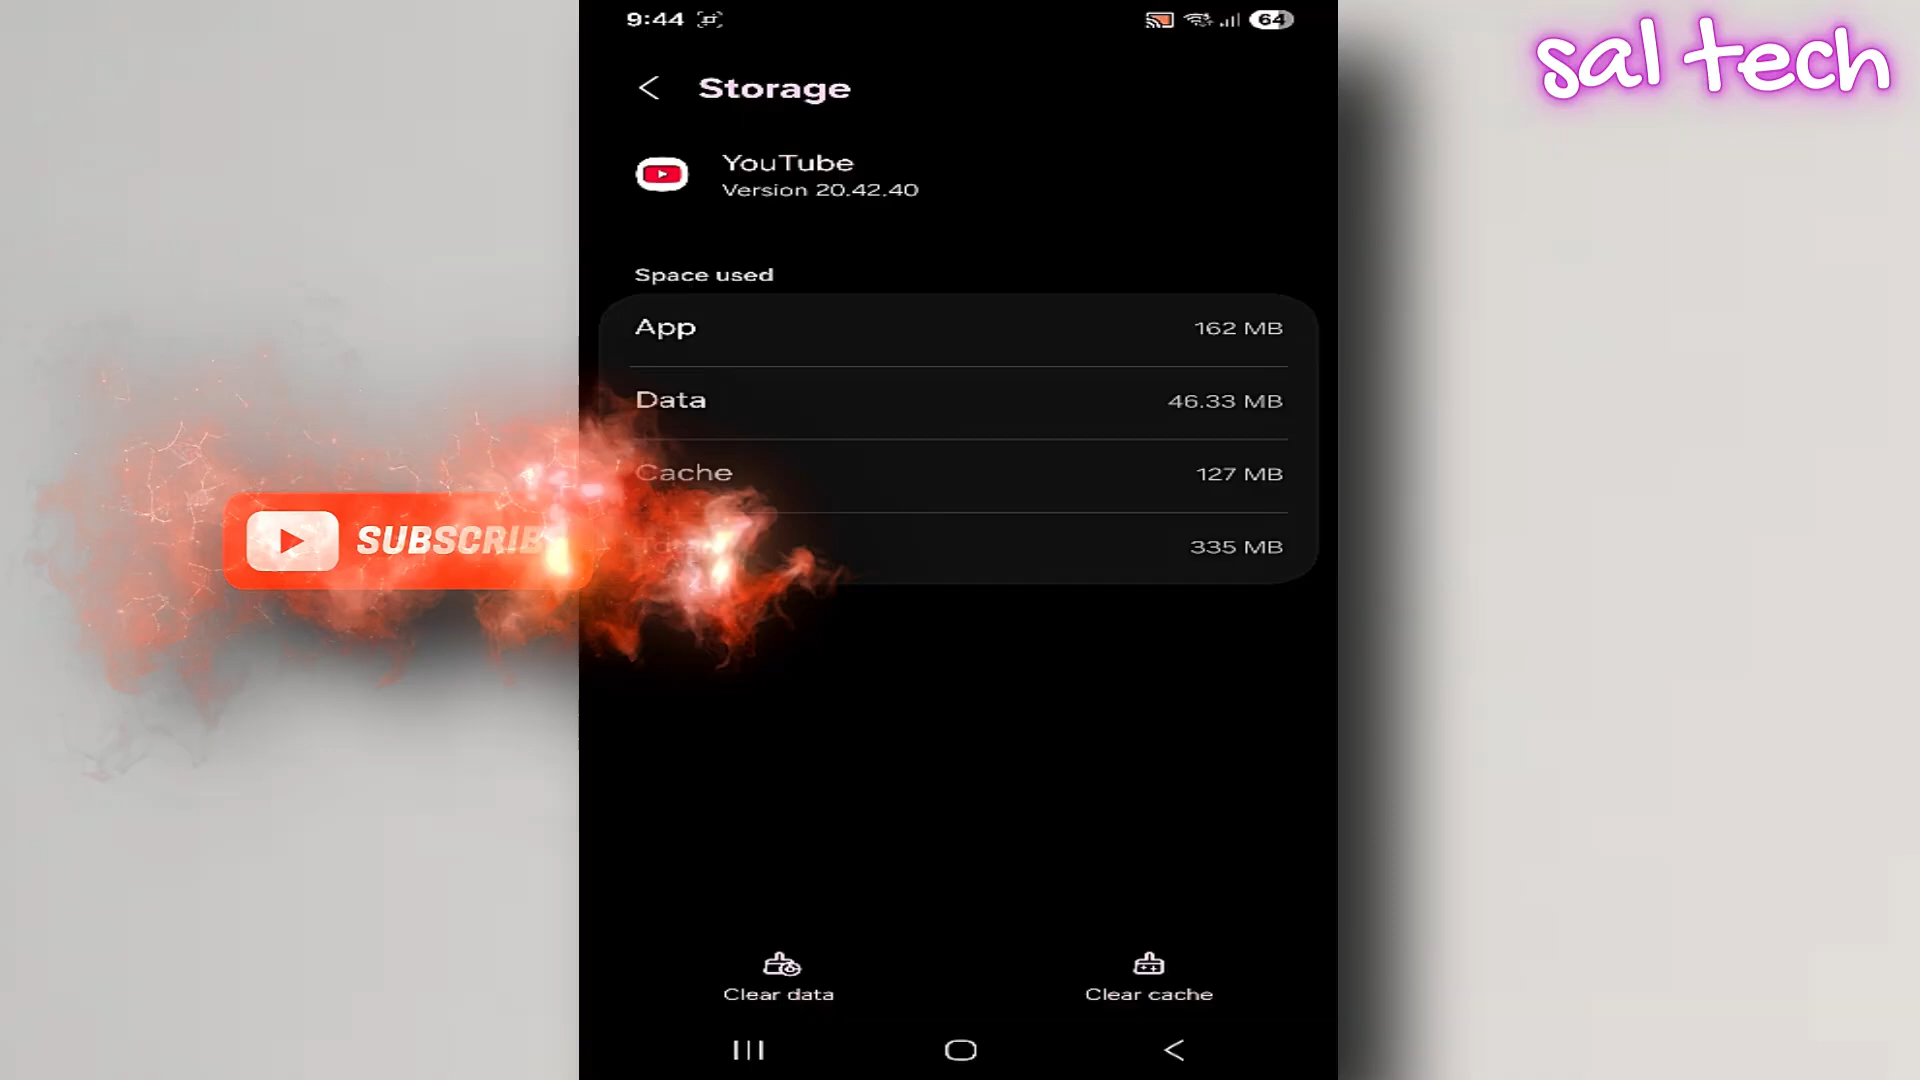 9:44
64
sal tech
Storage
YouTube
Version 20.42.40
Space used
App 162 MB
Data 46.33 MB
Cache 127 MB
335 MB
SUBSCRIB
Clear data Clear cache